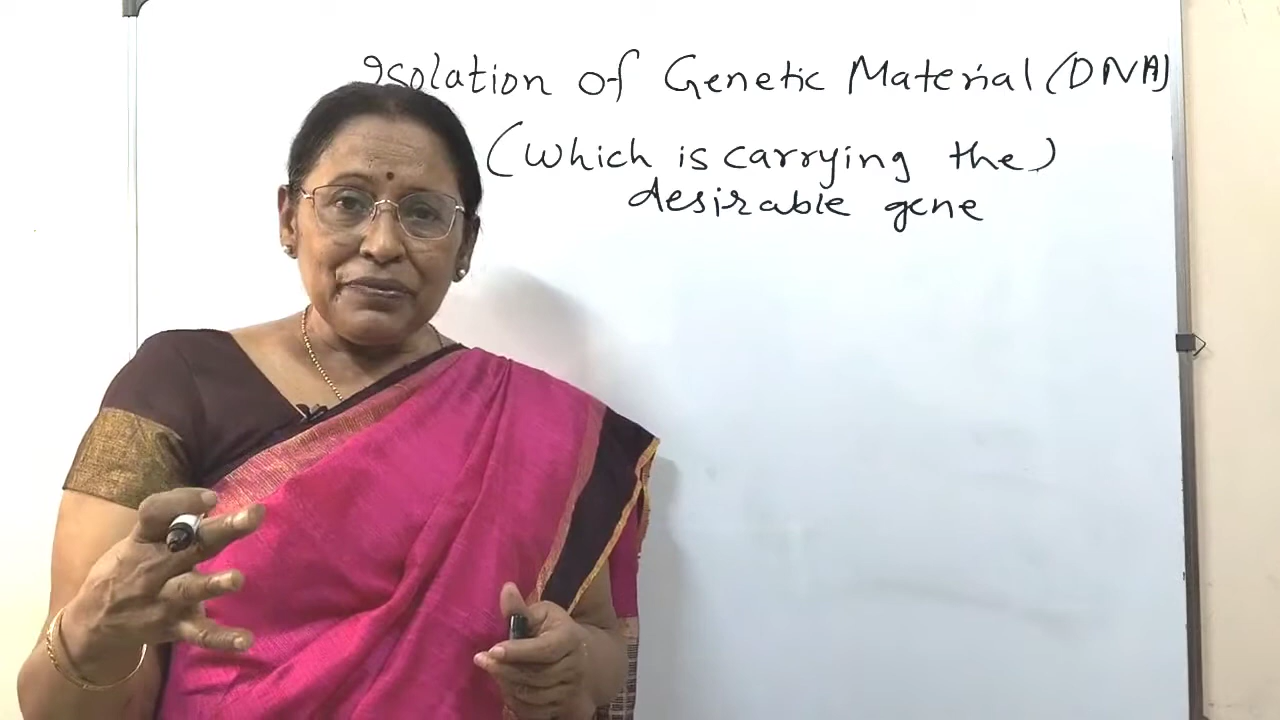 Isolation of Genetic Material (DNA)
(which is carrying the)
desirable gene